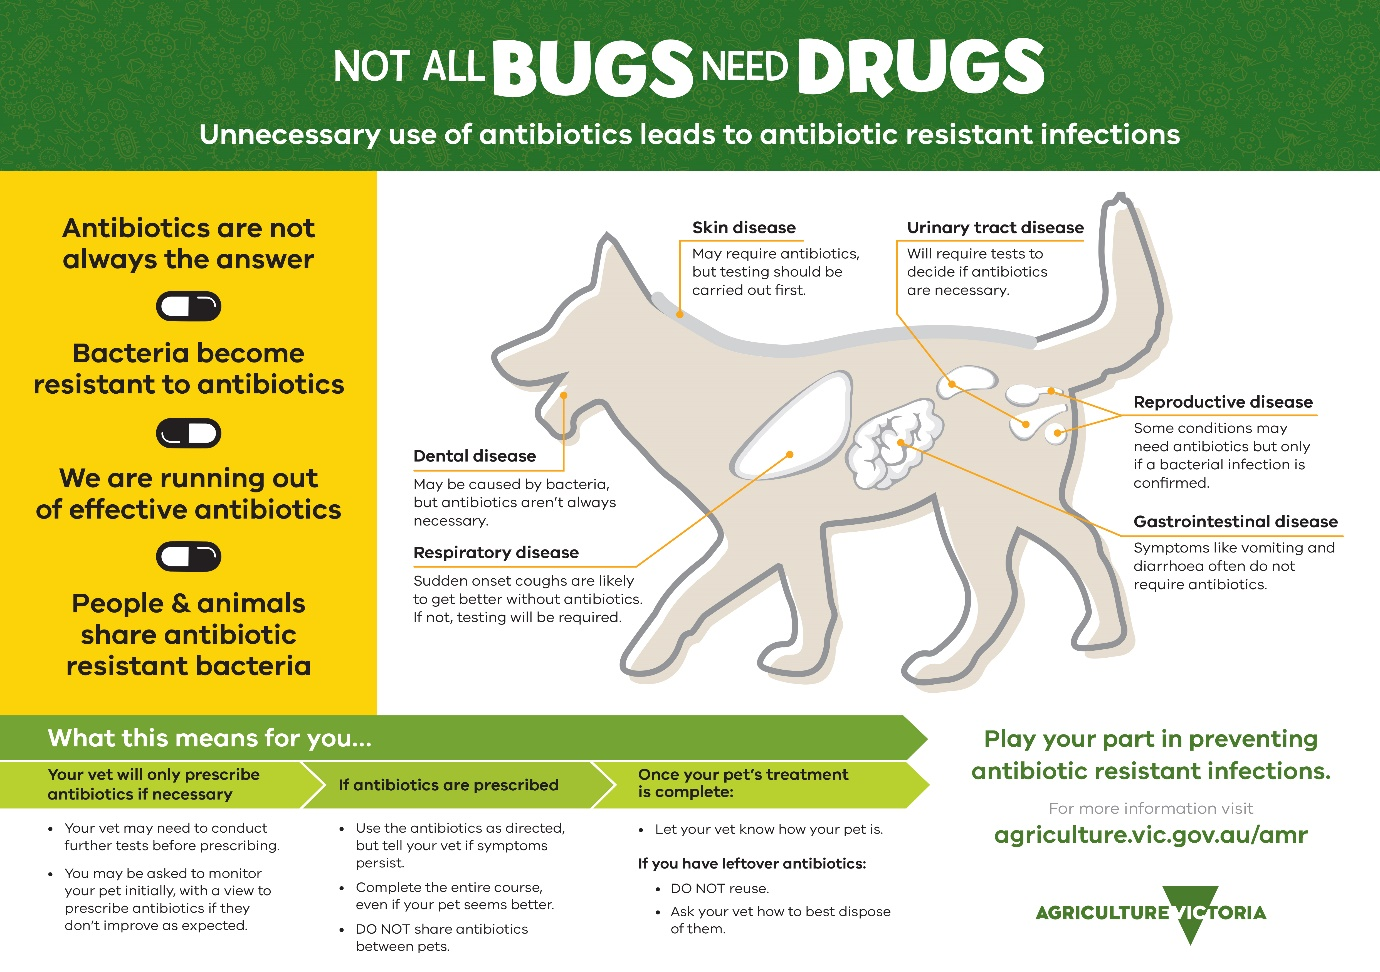 NOT ALL BUGS NEED DRUGS
Unnecessary use of antibiotics leads to antibiotic resistant infections
Antibiotics are not
always the answer
Bacteria become
resistant to antibiotics
We are running out
of effective antibiotics
People & animals
share antibiotic
resistant bacteria
Skin disease
May require antibiotics,
but testing should be
carried out first.
Urinary tract disease
Will require tests to
decide if antibiotics
are necessary.
Reproductive disease
Some conditions may
need antibiotics but only
if a bacterial infection is
confirmed.
Dental disease
May be caused by bacteria,
but antibiotics aren't always
necessary.
Gastrointestinal disease
Symptoms like vomiting and
diarrhoea often do not
require antibiotics.
Respiratory disease
Sudden onset coughs are likely
to get better without antibiotics.
If not, testing will be required.
What this means for you...
Your vet will only prescribe
antibiotics if necessary
• Your vet may need to conduct
further tests before prescribing.
• You may be asked to monitor
your pet initially, with a view to
prescribe antibiotics if they
don't improve as expected.
If antibiotics are prescribed
• Use the antibiotics as directed,
but tell your vet if symptoms
persist.
• Complete the entire course,
even if your pet seems better.
• DO NOT share antibiotics
between pets.
Once your pet's treatment
is complete:
• Let your vet know how your pet is.
If you have leftover antibiotics:
• DO NOT reuse.
• Ask your vet how to best dispose
of them.
Play your part in preventing
antibiotic resistant infections.
For more information visit
agriculture.vic.gov.au/amr
AGRICULTURE VICTORIA